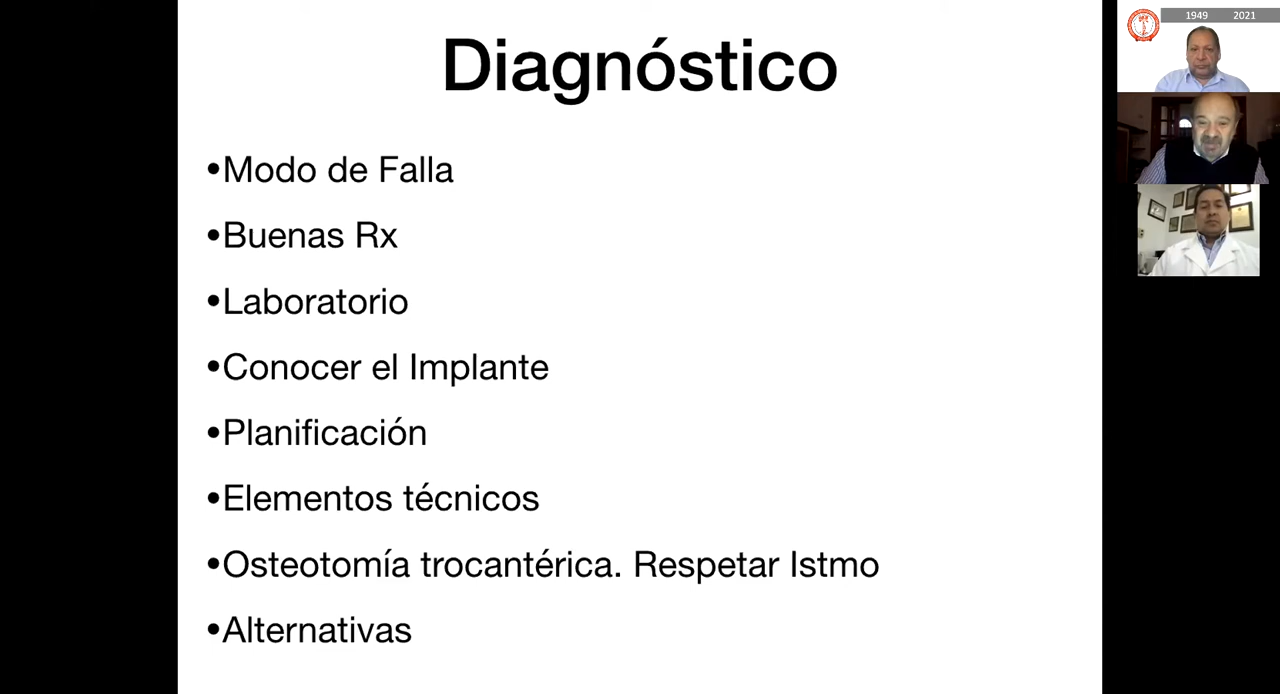 Diagnóstico
•Modo de Falla
•Buenas Rx
•Laboratorio
•Conocer el Implante
•Planificación
•Elementos técnicos
•Osteotomía trocantérica. Respetar Istmo
•Alternativas
1949 2021